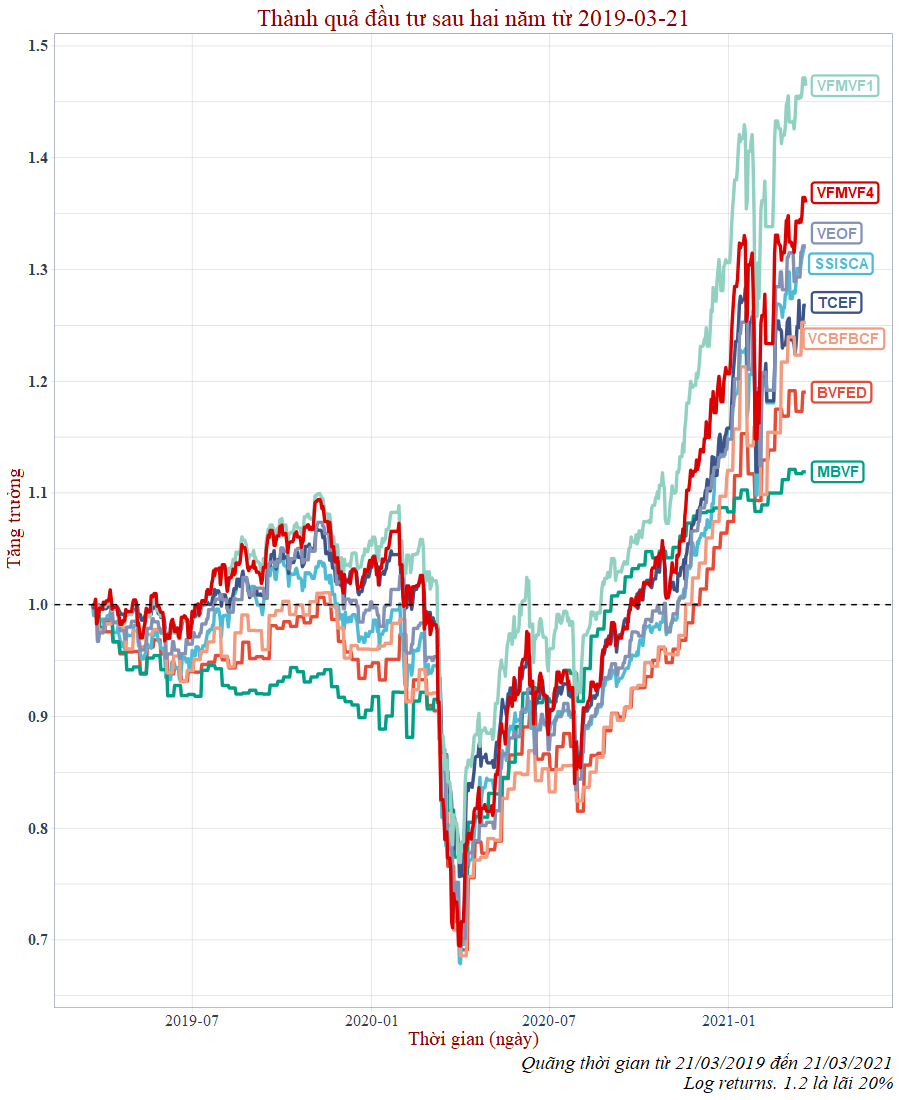 Thành quả đầu tư sau hai năm từ 2019-03-21
1.5
VFMVF1
1.4
VFMVF4
VEOF
1.3
SSISCA
TCEF
VCBFBCF
1.2
BVFED
MBVF
1.1
Tăng trưởng
1.0
0.9
0.8
0.7
2019-07
2020-01
2020-07
2021-01
Thời gian (ngày)
Quãng thời gian từ 21/03/2019 đến 21/03/2021
Log returns. 1.2 là lãi 20%